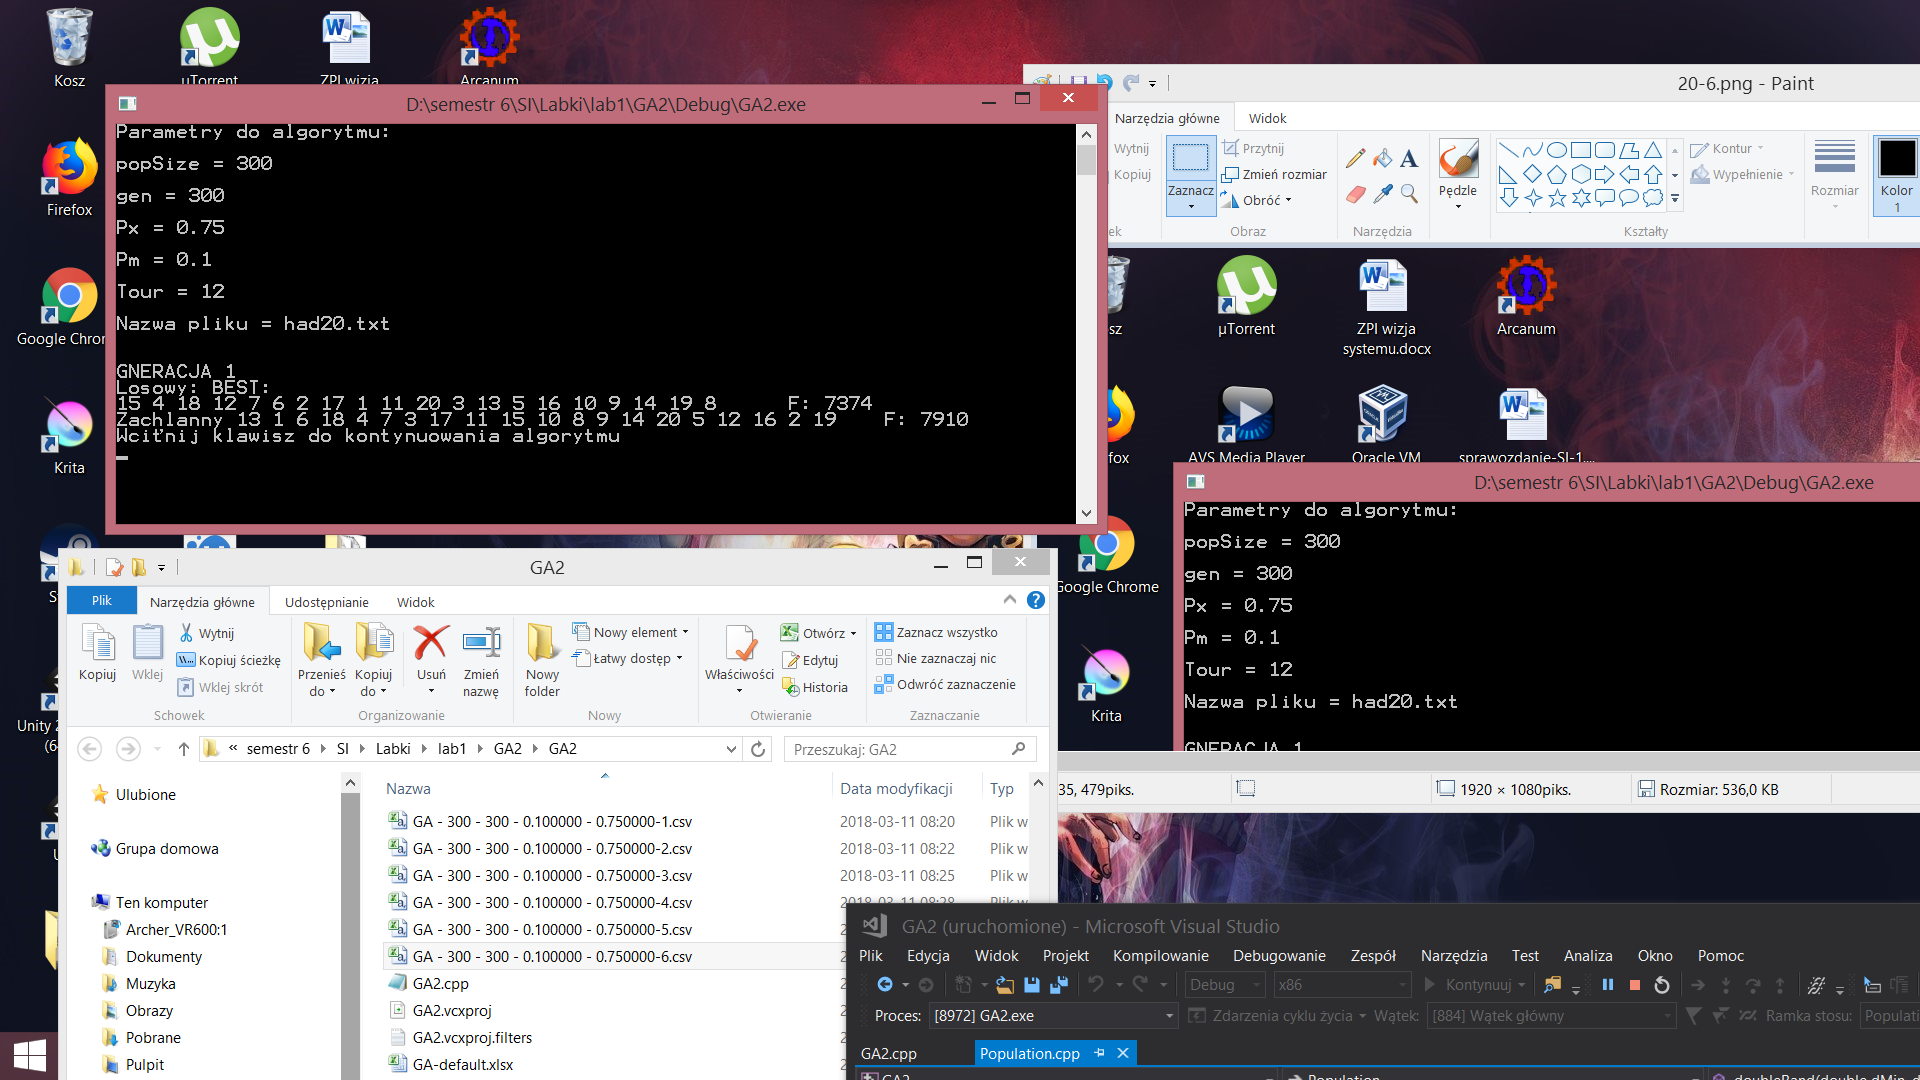 Kosz
µTorrent
ZPI wizja
Arcanum
Firefox
Google Chror
Krita
D:\semestr 6\SI\Labki\lab1\GA2\Debug\GA2.exe
Parametry do algorytmu:
popSize = 300
gen = 300
Px = 0.75
Pm = 0.1
Tour = 12
Nazwa pliku = had20.txt
GNERACJA 1
Losowy: BEST:
15 4 18 12 7 6 2 17 1 11 20 3 13 5 16 10 9 14 19 8 F: 7374
Zachlanny 13 1 6 18 4 7 3 17 11 15 10 8 9 14 20 5 12 16 2 19 F: 7910
Wciťnij klawisz do kontynuowania algorytmu
20-6.png - Paint
Narzędzia główne Widok
Wytnij
Kopiuj
Zaznacz
Przytnij
Zmień rozmiar
Obróć
Obraz
Narzędzia
Pędzle
Kształty
Kontur
Wypełnienie
Rozmiar
Kolor
1
µTorrent
ZPI wizja
systemu.docx
Arcanum
AVS Media Player
Oracle VM
sprawozdanie-SI-1....
Google Chrome
Krita
D:\semestr 6\SI\Labki\lab1\GA2\Debug\GA2.exe
Parametry do algorytmu:
popSize = 300
gen = 300
Px = 0.75
Pm = 0.1
Tour = 12
Nazwa pliku = had20.txt
GNERACJA 1
35, 479piks.
1920 × 1080piks.
Rozmiar: 536,0 KB
GA2
Plik Narzędzia główne Udostępnianie Widok
Kopiuj
Wklej
Wytnij
Kopiuj ścieżkę
Wklej skrót
Schowek
Przenieś
do
Kopiuj
do
Usuń
Zmień
nazwę
Organizowanie
Nowy
folder
Nowy element
Łatwy dostęp
Nowy
Właściwości
Otwórz
Edytuj
Historia
Otwieranie
Zaznacz wszystko
Nie zaznaczaj nic
Odwróć zaznaczenie
Zaznaczanie
« semestr 6 SI Labki lab1 GA2 GA2
Przeszukaj: GA2
Ulubione
Grupa domowa
Ten komputer
Archer_VR600:1
Dokumenty
Muzyka
Obrazy
Pobrane
Pulpit
Nazwa Data modyfikacji Typ
GA - 300 - 300 - 0.100000 - 0.750000-1.csv 2018-03-11 08:20 Plik w
GA - 300 - 300 - 0.100000 - 0.750000-2.csv 2018-03-11 08:22 Plik w
GA - 300 - 300 - 0.100000 - 0.750000-3.csv 2018-03-11 08:25 Plik w
GA - 300 - 300 - 0.100000 - 0.750000-4.csv 2018-03-11 08:28 Plik w
GA - 300 - 300 - 0.100000 - 0.750000-5.csv
GA - 300 - 300 - 0.100000 - 0.750000-6.csv
GA2.cpp
GA2.vcxproj
GA2.vcxproj.filters
GA-default.xlsx
GA2 (uruchomione) - Microsoft Visual Studio
Plik Edycja Widok Projekt Kompilowanie Debugowanie Zespół Narzędzia Test Analiza Okno Pomoc
Debug x86 Kontynuuj
Proces: [8972] GA2.exe Zdarzenia cyklu życia Wątek: [884] Wątek główny Ramka stosu: Populati
GA2.cpp Population.cpp
GA2 Population